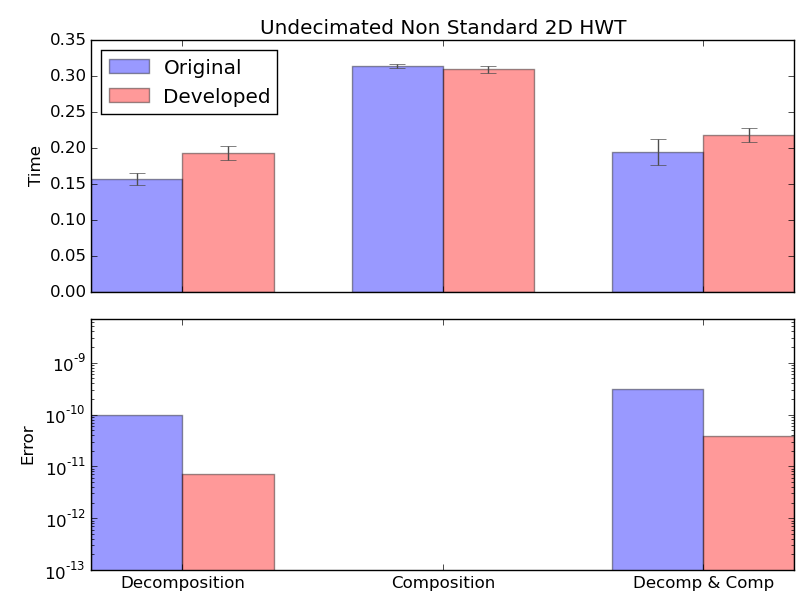 Undecimated Non Standard 2D HWT
0.35
0.30
0.25
0.20
0.15
0.10
0.05
0.00
Time
Original
Developed
10^-9
10^-10
10^-11
10^-12
10^-13
Error
Decomposition Composition Decomp & Comp